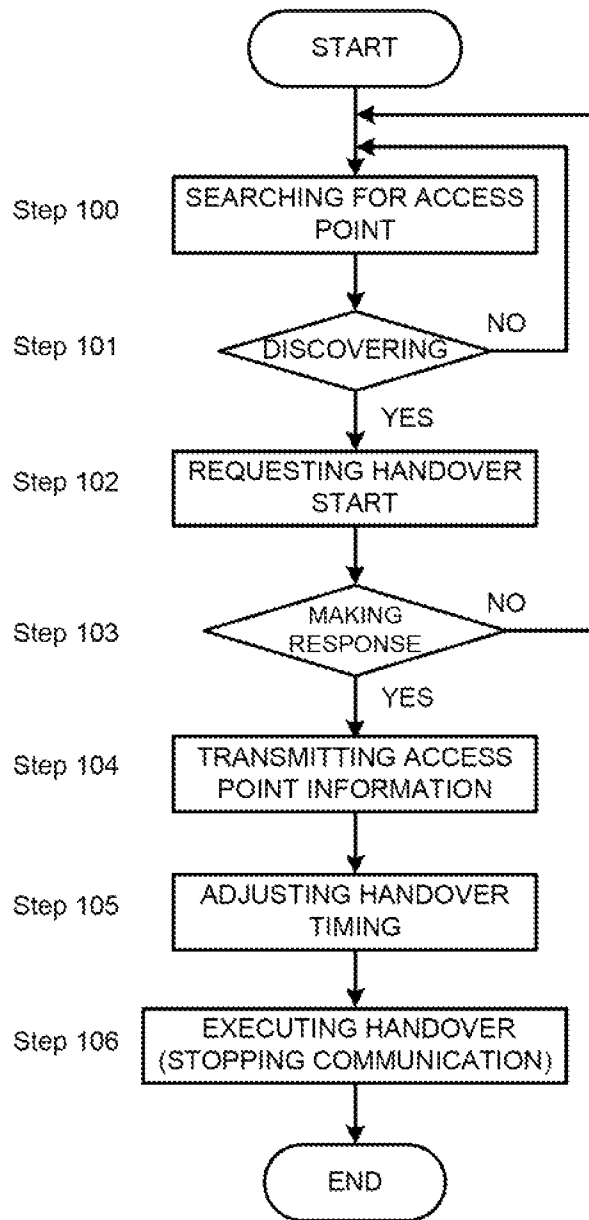 START
Step 100
SEARCHING FOR ACCESS
POINT
Step 101
DISCOVERING
NO
YES
Step 102
REQUESTING HANDOVER
START
Step 103
MAKING
RESPONSE
NO
YES
Step 104
TRANSMITTING ACCESS
POINT INFORMATION
Step 105
ADJUSTING HANDOVER
TIMING
Step 106
EXECUTING HANDOVER
(STOPPING COMMUNICATION)
END